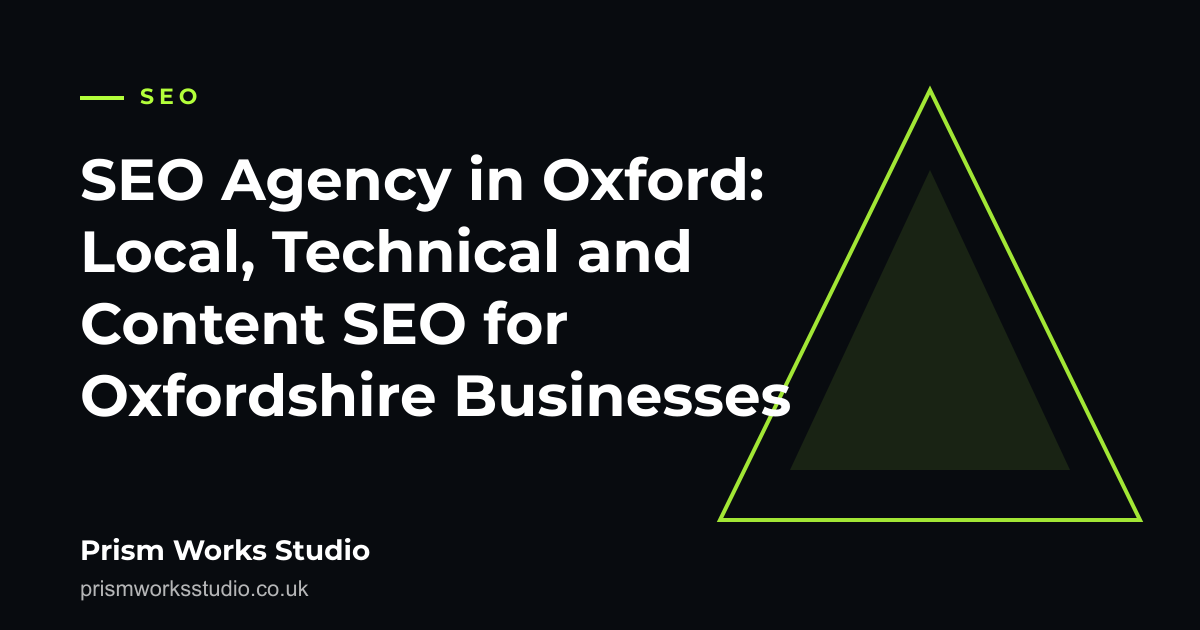 SEO
SEO Agency in Oxford:
Local, Technical and
Content SEO for
Oxfordshire Businesses
Prism Works Studio
prismworksstudio.co.uk